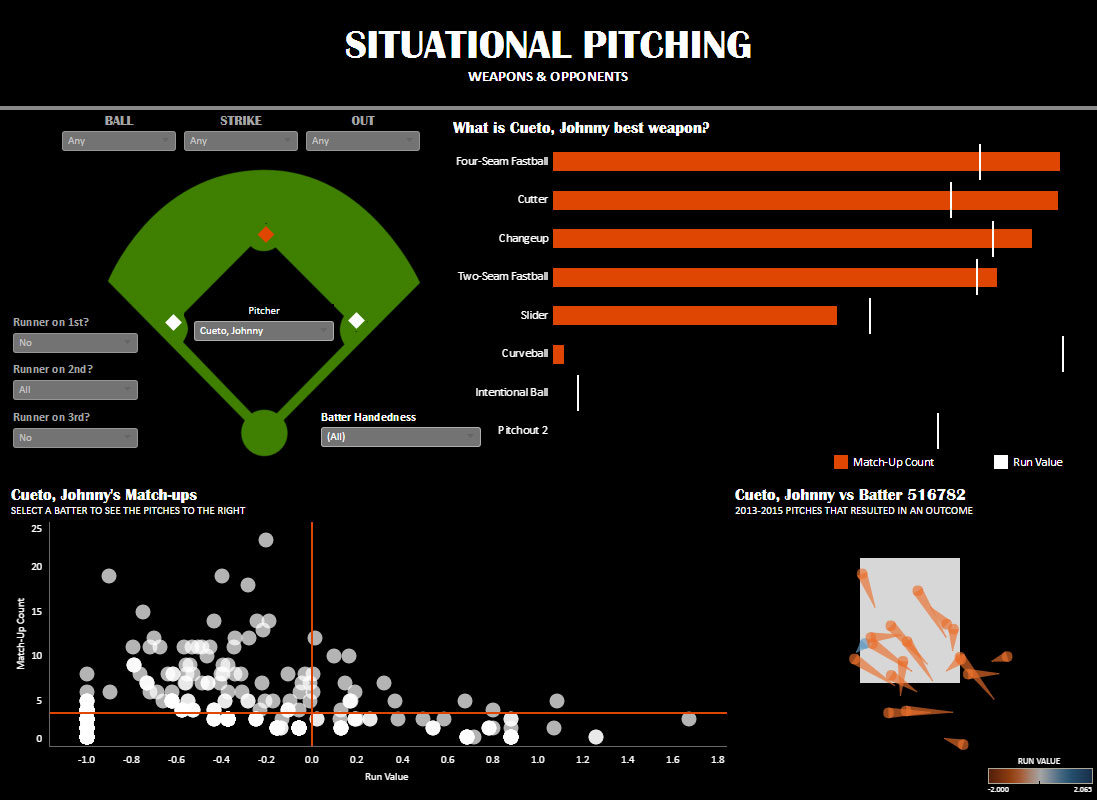 SITUATIONAL PITCHING
WEAPONS & OPPONENTS
BALL
STRIKE
OUT
Any
Any
Any
Runner on 1st?
No
Runner on 2nd?
All
Runner on 3rd?
No
Pitcher
Cueto, Johnny
Batter Handedness
(All)
What is Cueto, Johnny best weapon?
Four-Seam Fastball
Cutter
Changeup
Two-Seam Fastball
Slider
Curveball
Intentional Ball
Pitchout 2
Match-Up Count
Run Value
Cueto, Johnny's Match-ups
SELECT A BATTER TO SEE THE PITCHES TO THE RIGHT
Match-Up Count
25
20
15
10
5
0
-1.0 -0.8 -0.6 -0.4 -0.2 0.0 0.2 0.4 0.6 0.8 1.0 1.2 1.4 1.6 1.8
Run Value
Cueto, Johnny vs Batter 516782
2013-2015 PITCHES THAT RESULTED IN AN OUTCOME
RUN VALUE
-2.000 2.065